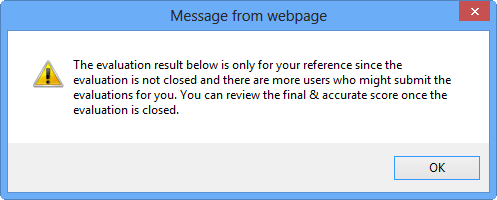 Message from webpage
The evaluation result below is only for your reference since the
evaluation is not closed and there are more users who might submit the
evaluations for you. You can review the final & accurate score once the
evaluation is closed.
OK